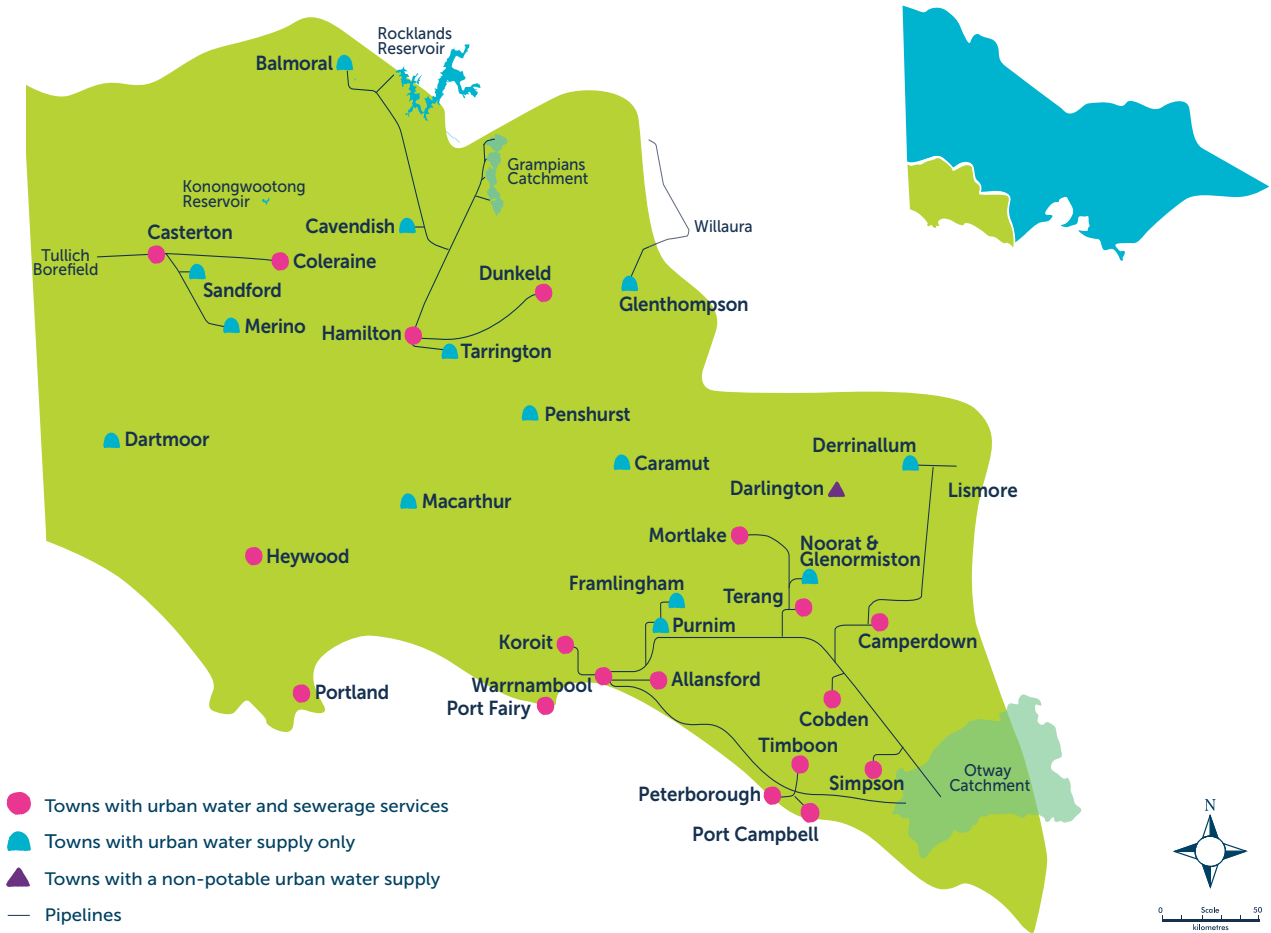 Rocklands
Reservoir
Balmoral
Grampians
Catchment
Konongwootong
Reservoir
Cavendish
Willaura
Casterton
Tullich
Borefield
Coleraine
Dunkeld
Sandford
Glenthompson
Merino
Hamilton
Tarrington
Penshurst
Dartmoor
Derrinallum
Caramut
Darlington
Lismore
Macarthur
Mortlake
Noorat &
Glenormiston
Heywood
Framlingham
Terang
Purnim
Koroit
Camperdown
Allansford
Warrnambool
Portland
Port Fairy
Cobden
Timboon
Otway
Catchment
Simpson
Peterborough
Port Campbell
Towns with urban water and sewerage services
Towns with urban water supply only
Towns with a non-potable urban water supply
Pipelines
N
0 Scale 50
kilometres